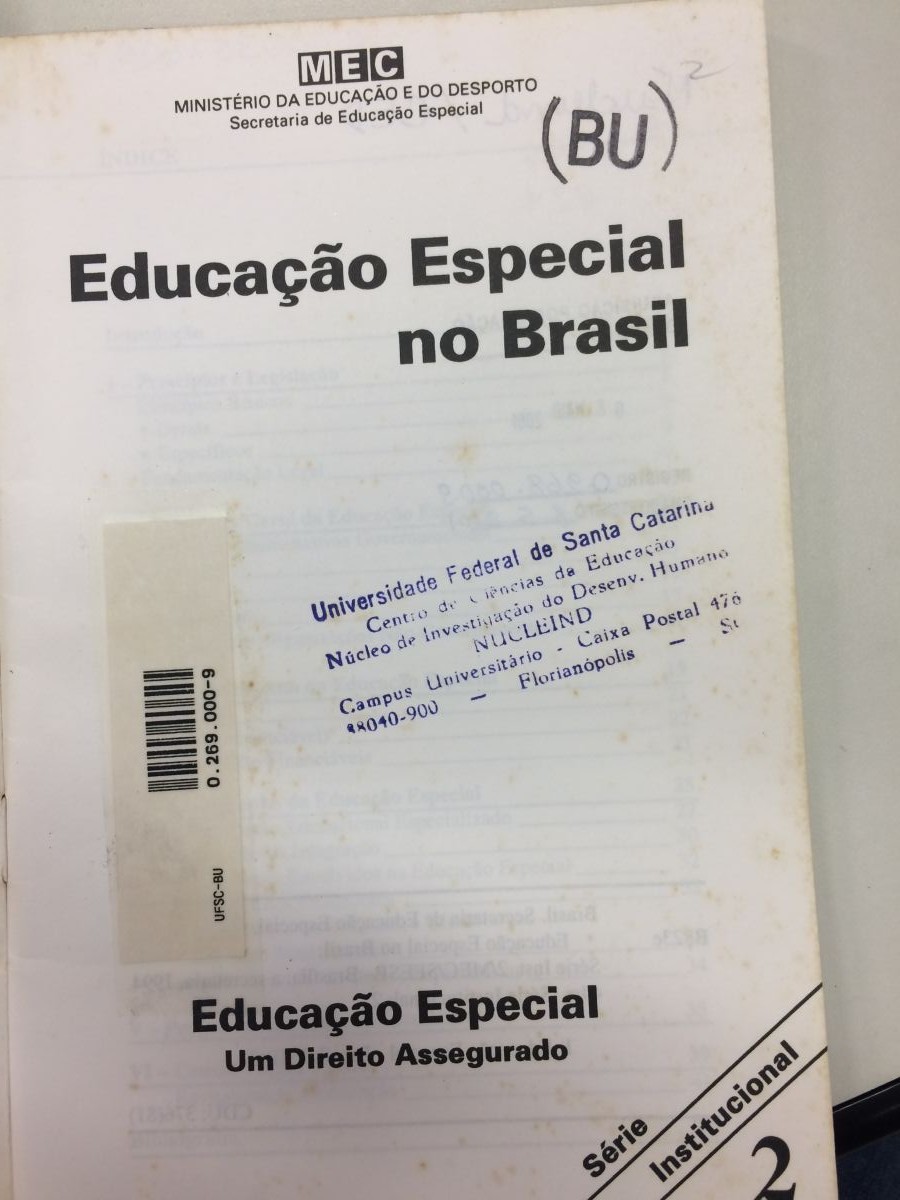 MEC
MINISTÉRIO DA EDUCAÇÃO E DO DESPORTO
Secretaria de Educação Especial
2
(BU)
Educação Especial
no Brasil
Universidade Federal de Santa Catarina
Centro de Ciências da Educação
Núcleo de Investigação do Desenv. Humano
NUCLEIND
Campus Universitário - Caixa Postal 476
88040-900 — Florianópolis — SC
0.269.000-9
UFSC-BU
Educação Especial
Um Direito Assegurado
Série
Institucional
2